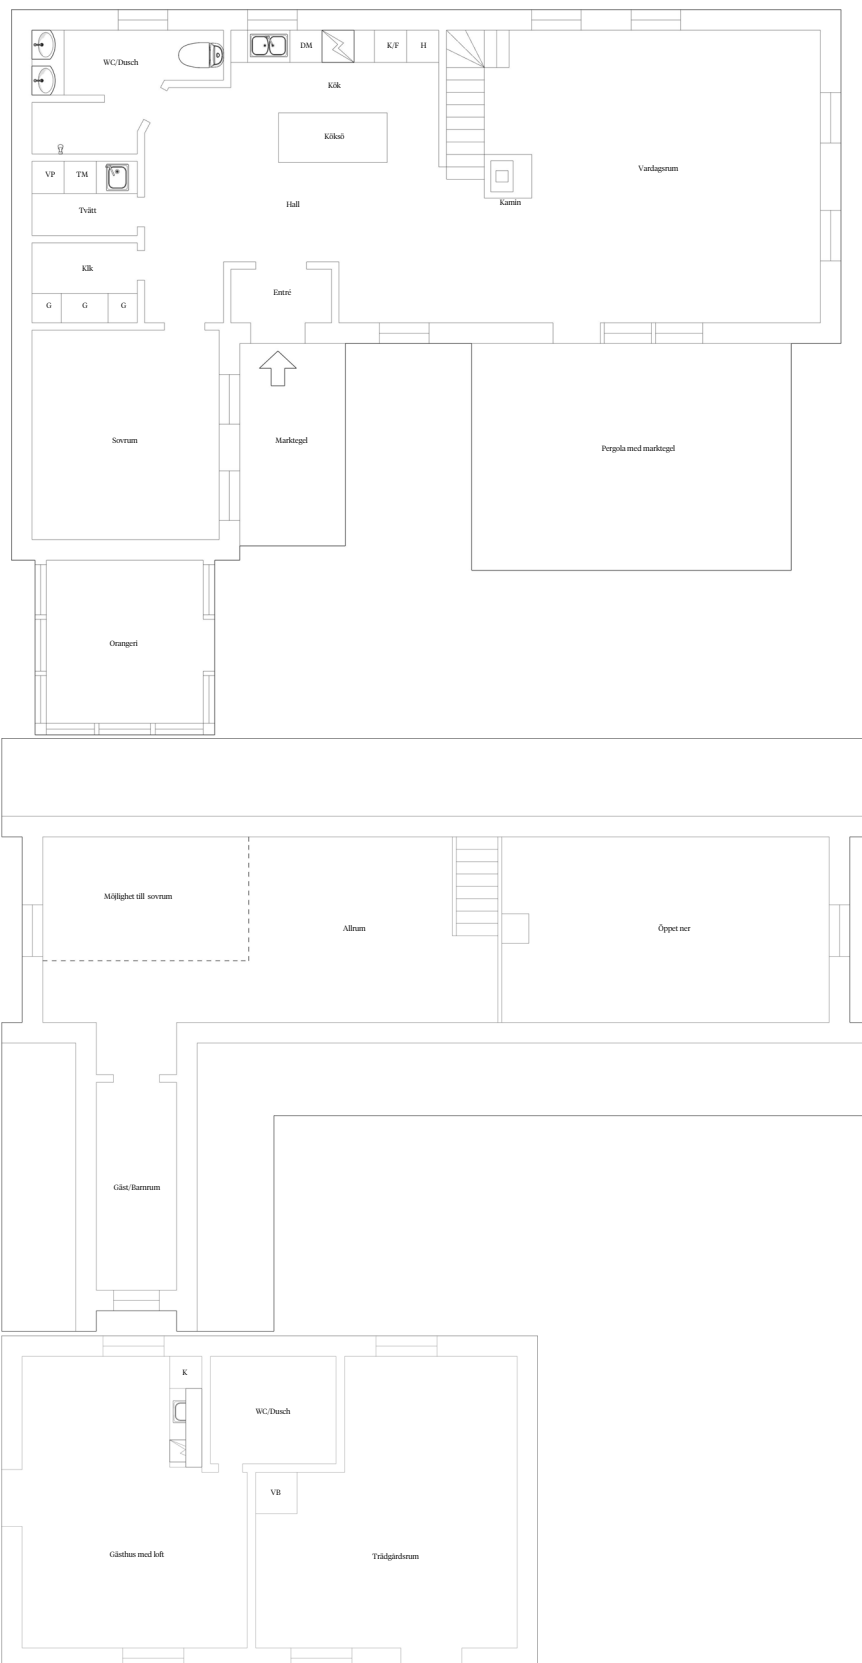 WC/Dusch
DM
K/F
H
Kök
Köksö
VP
TM
Vardagsrum
Tvätt
Hall
Kamin
Klk
Entré
G
G
G
Sovrum
Marktegel
Pergola med marktegel
Orangeri
Möjlighet till sovrum
Allrum
Öppet ner
Gäst/Barnrum
K
WC/Dusch
VB
Gästhus med loft
Trädgårdsrum